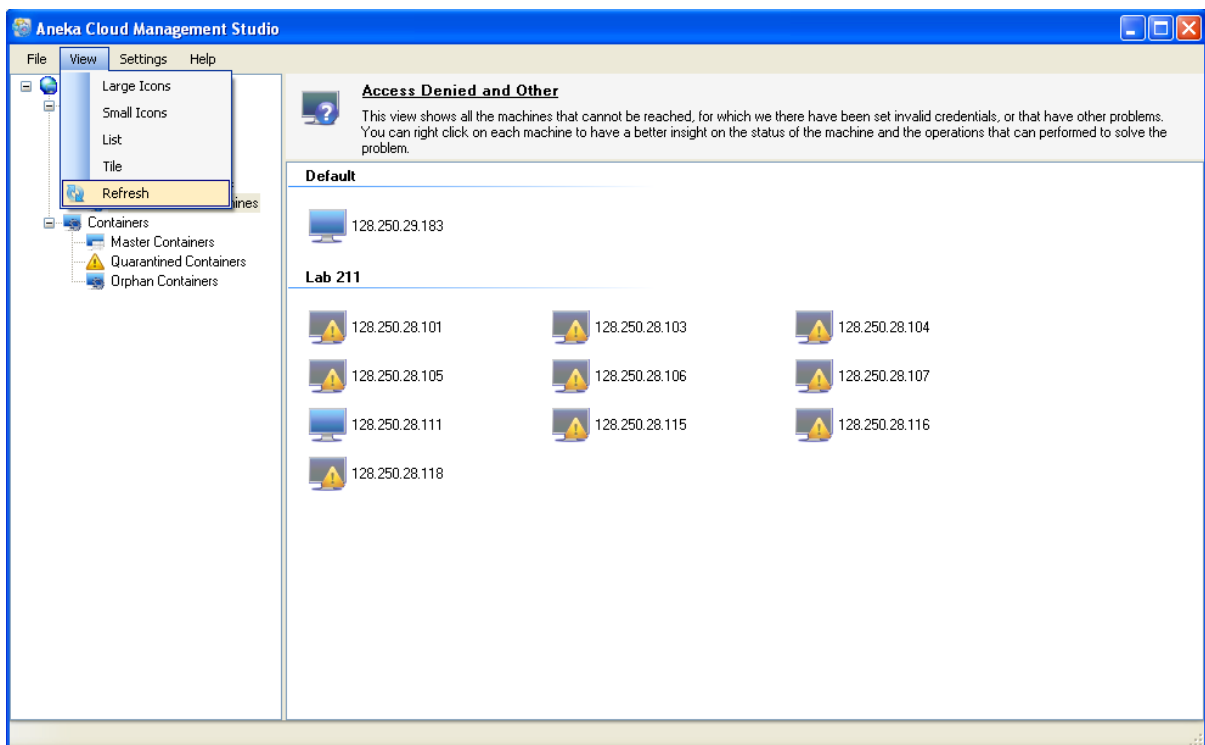 Aneka Cloud Management Studio
File View Settings Help
Large Icons
Small Icons
List
Tile
Refresh
Containers
Master Containers
Quarantined Containers
Orphan Containers
Access Denied and Other
This view shows all the machines that cannot be reached, for which we there have been set invalid credentials, or that have other problems.
You can right click on each machine to have a better insight on the status of the machine and the operations that can performed to solve the
problem.
Default
128.250.29.183
Lab 211
128.250.28.101 128.250.28.103 128.250.28.104
128.250.28.105 128.250.28.106 128.250.28.107
128.250.28.111 128.250.28.115 128.250.28.116
128.250.28.118